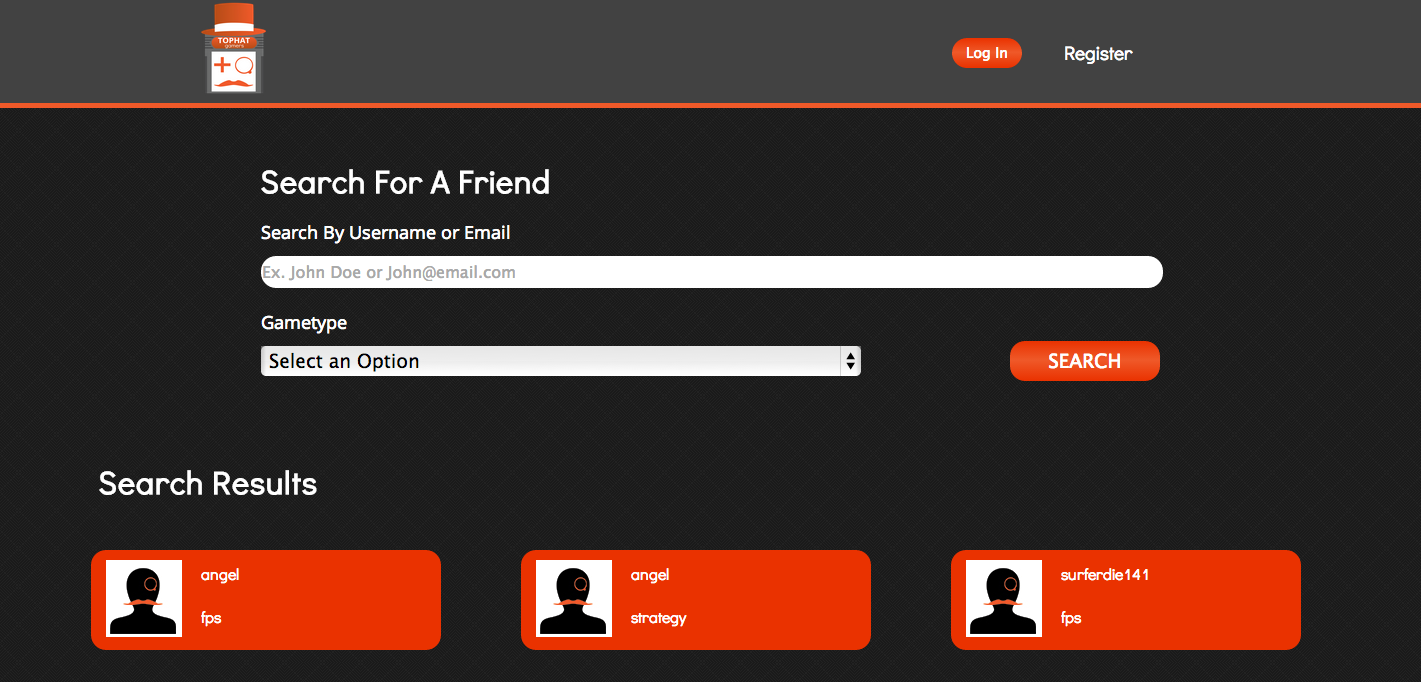 TOPHAT
gamers
Log In
Register
Search For A Friend
Search By Username or Email
Ex. John Doe or John@email.com
Gametype
Select an Option
SEARCH
Search Results
angel
fps
angel
strategy
surferdie141
fps